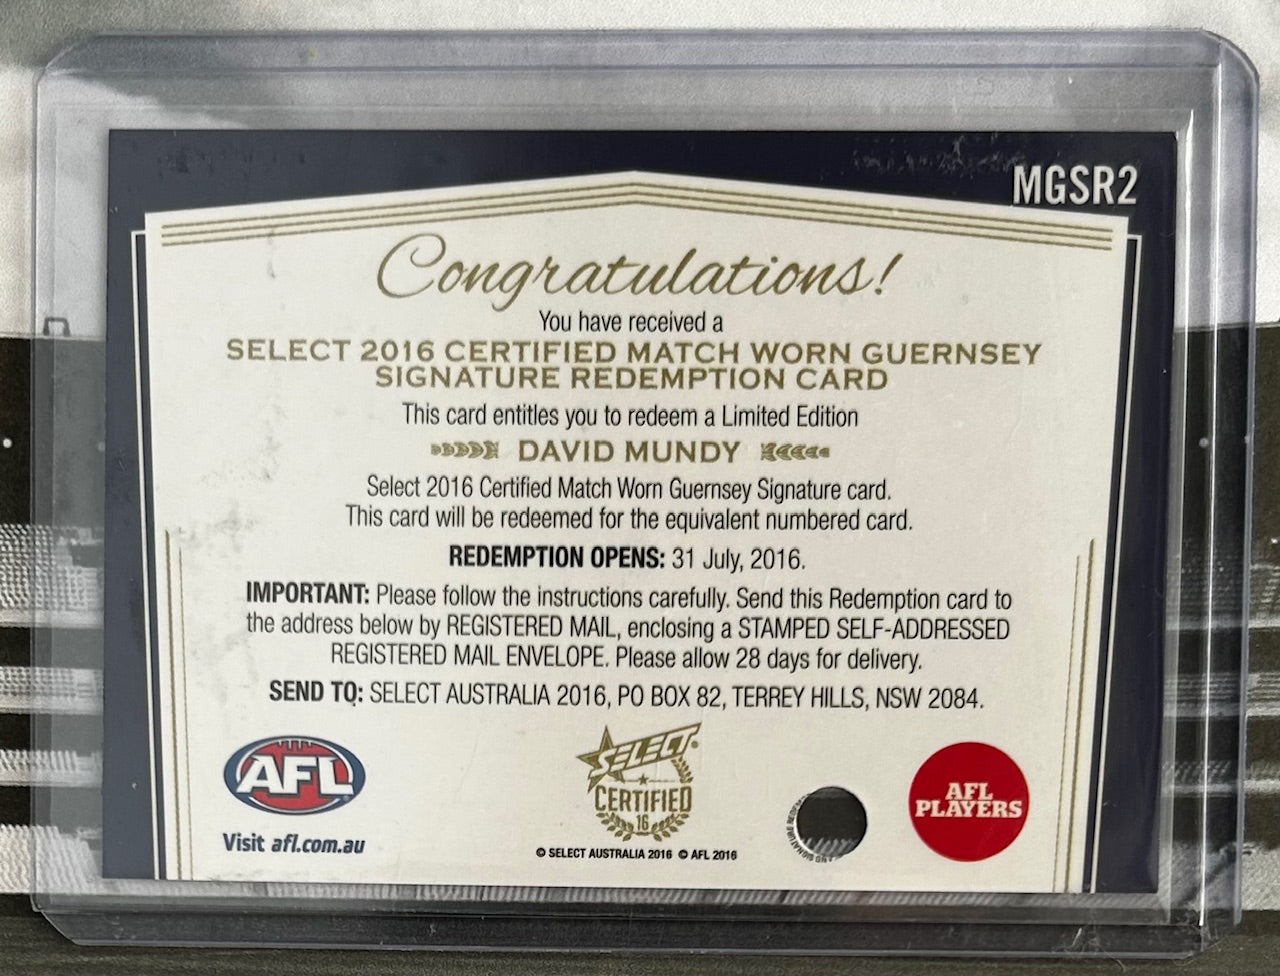 MGSR2
Congratulations!
You have received a
SELECT 2016 CERTIFIED MATCH WORN GUERNSEY
SIGNATURE REDEMPTION CARD
This card entitles you to redeem a Limited Edition
DAVID MUNDY
Select 2016 Certified Match Worn Guernsey Signature card.
This card will be redeemed for the equivalent numbered card.
REDEMPTION OPENS: 31 July, 2016.
IMPORTANT: Please follow the instructions carefully. Send this Redemption card to
the address below by REGISTERED MAIL, enclosing a STAMPED SELF-ADDRESSED
REGISTERED MAIL ENVELOPE. Please allow 28 days for delivery.
SEND TO: SELECT AUSTRALIA 2016, PO BOX 82, TERREY HILLS, NSW 2084.
AFL
Visit afl.com.au
SELECT
CERTIFIED
16
© SELECT AUSTRALIA 2016 © AFL 2016
AFL
PLAYERS